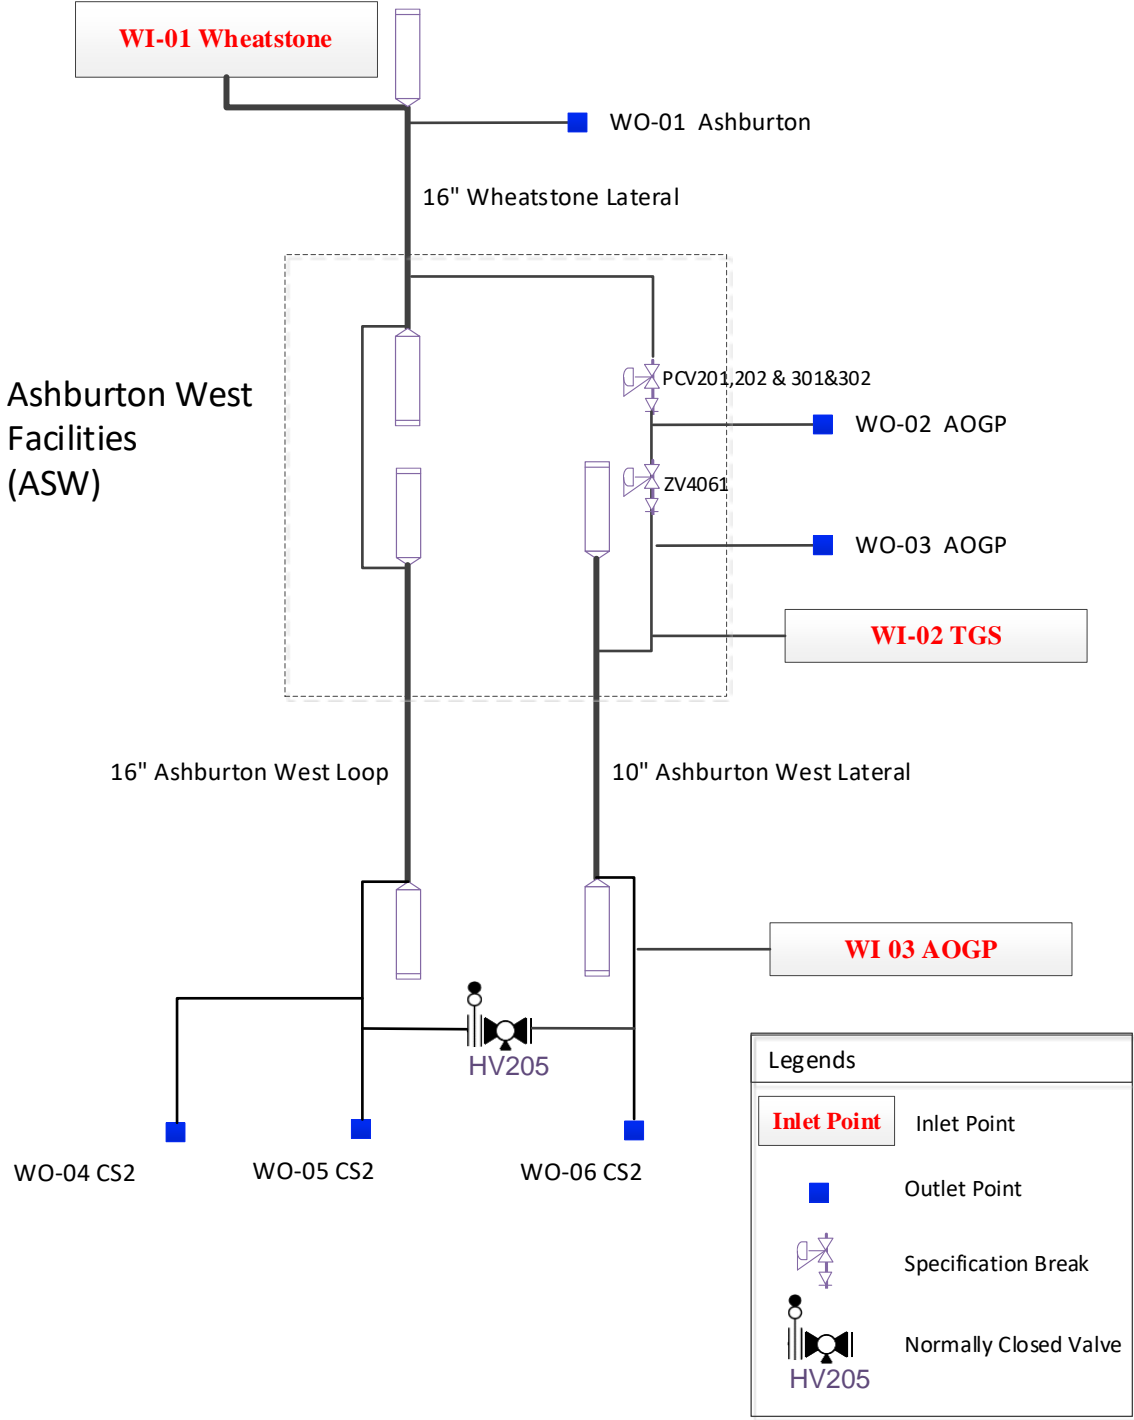 WI-01 Wheatstone
WO-01 Ashburton
16" Wheatstone Lateral
Ashburton West
Facilities
(ASW)
PCV201,202 & 301&302
WO-02 AOGP
ZV4061
WO-03 AOGP
WI-02 TGS
16" Ashburton West Loop
10" Ashburton West Lateral
WI 03 AOGP
HV205
WO-04 CS2
WO-05 CS2
WO-06 CS2
Legends
Inlet Point
Inlet Point
Outlet Point
Specification Break
Normally Closed Valve
HV205